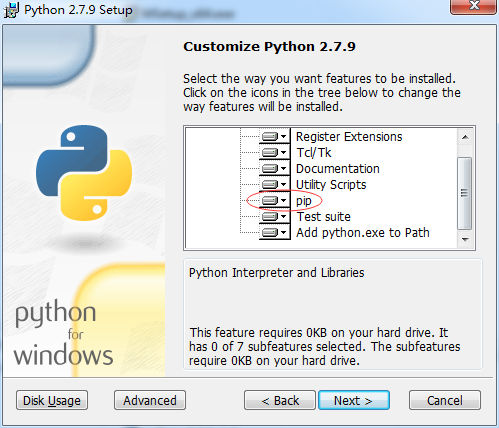 Python 2.7.9 Setup
Customize Python 2.7.9
Select the way you want features to be installed.
Click on the icons in the tree below to change the
way features will be installed.
Register Extensions
Tcl/Tk
Documentation
Utility Scripts
pip
Test suite
Add python.exe to Path
Python Interpreter and Libraries
This feature requires 0KB on your hard drive. It
has 0 of 7 subfeatures selected. The subfeatures
require 0KB on your hard drive.
python
for
windows
Disk Usage
Advanced
< Back
Next >
Cancel